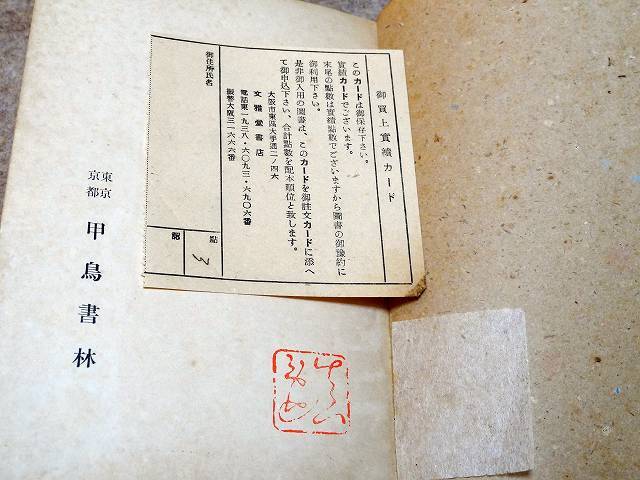 御買上實績カード
このカードは御保存下さい。
實績カードでございます。
末尾の點數は實績點數でございますから圖書の御豫約に
御利用下さい。
是非御入用の圖書は、このカードを御註文カードに添へ
て御申込下さい、合計點數を配本順位と致します。
大阪市東區大手通二ノ四六
文雅堂書店
電話東一九三八・六〇九三・六九〇六番
振替大阪三一六六六番
御住所氏名
點
3
東京
京都
甲鳥書林